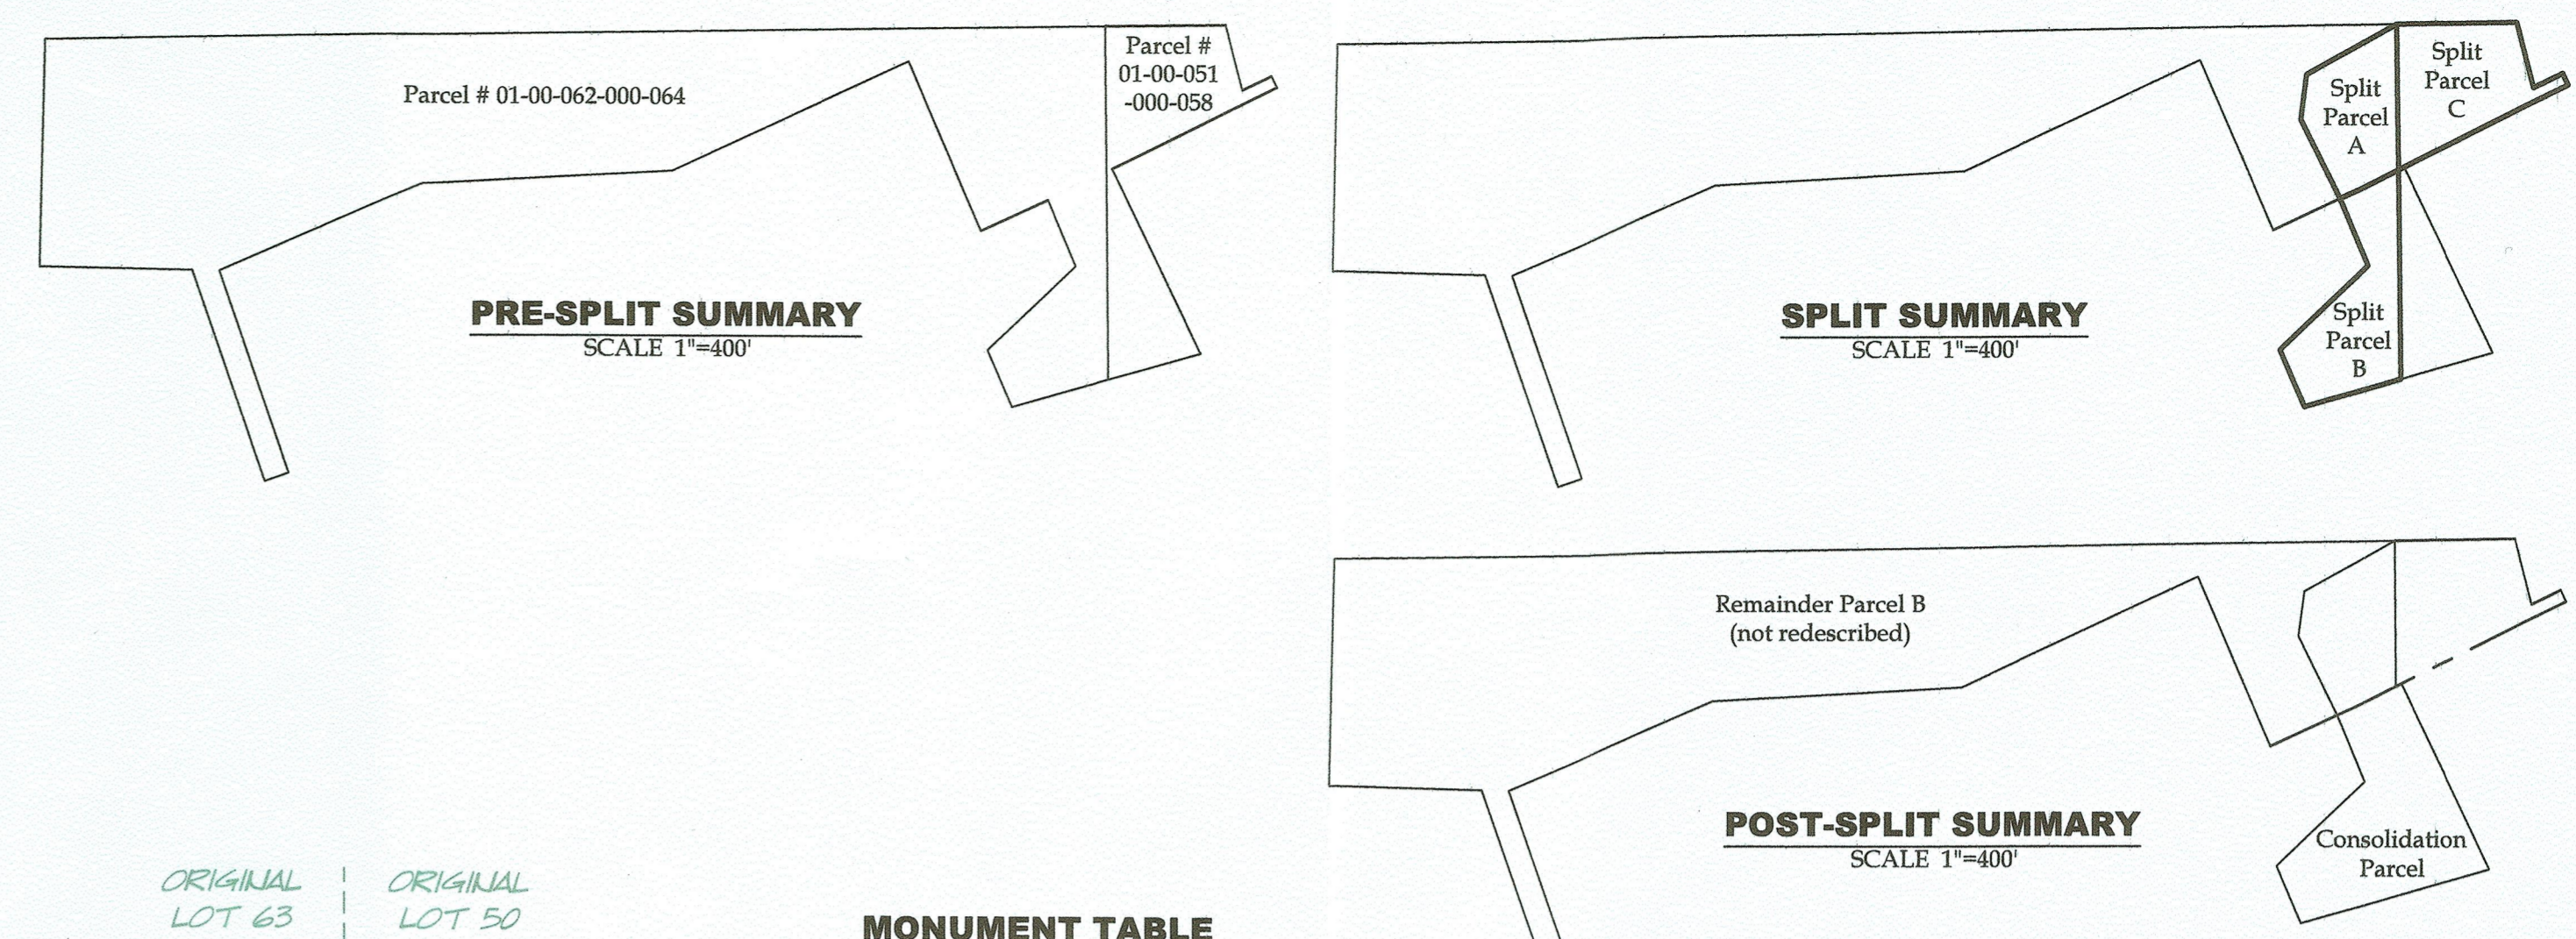 Parcel # 01-00-062-000-064
Parcel #
01-00-051
-000-058
PRE-SPLIT SUMMARY
SCALE 1"=400'
Split
Parcel
A
Split
Parcel
C
Split
Parcel
B
SPLIT SUMMARY
SCALE 1"=400'
Remainder Parcel B
(not redescribed)
POST-SPLIT SUMMARY
SCALE 1"=400'
Consolidation
Parcel
ORIGINAL
LOT 63
ORIGINAL
LOT 50
MONUMENT TABLE